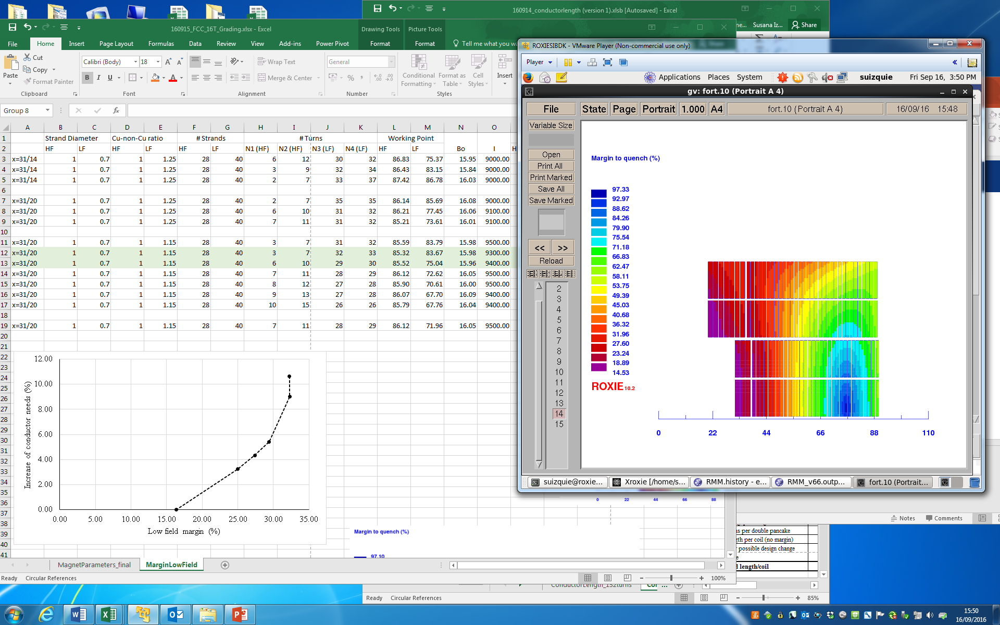 160914_conductorlength (version 1).xlsb [Autosaved] - Excel
Susana Iz...
Share
160915_FCC_16T_Grading.xlsx - Excel
Drawing Tools
Picture Tools
File
Home
Insert
Page Layout
Formulas
Data
Review
View
Add-ins
Power Pivot
Format
Format
Tell me what you wa
Cut
Copy
Format Painter
Paste
Clipboard
Calibri (Body)
18
B I U
Font
Wrap Text
Merge & Center
Alignment
General
Number
Conditional Formatting
Format as Table
Cell Styles
Styles
Insert
Group 8
fx
A B C D E F G H I J K L M N O
1 Strand Diameter Cu-non-Cu ratio # Strands # Turns Working Point
2 HF LF HF LF HF LF N1 (HF) N2 (HF) N3 (LF) N4 (LF) HF LF Bo I H
3 x=31/14 1 0.7 1 1.25 28 40 6 12 30 32 86.83 75.37 15.95 9000.00
4 x=31/14 1 0.7 1 1.25 28 40 3 9 32 34 86.43 83.15 15.84 9000.00
5 x=31/14 1 0.7 1 1.25 28 40 2 7 33 37 87.42 86.78 16.03 9000.00
6
7 x=31/20 1 0.7 1 1.25 28 40 2 7 35 35 86.14 85.69 16.08 9000.00
8 x=31/20 1 0.7 1 1.25 28 40 6 10 31 32 86.21 77.45 16.06 9100.00
9 x=31/20 1 0.7 1 1.25 28 40 7 11 31 32 85.21 73.61 16.01 9100.00
10
11 x=31/20 1 0.7 1 1.15 28 40 3 7 31 32 85.59 83.79 15.98 9500.00
12 x=31/20 1 0.7 1 1.15 28 40 3 7 32 33 85.32 83.67 15.98 9300.00
13 x=31/20 1 0.7 1 1.15 28 40 6 10 29 30 85.52 75.04 15.96 9400.00
14 x=31/20 1 0.7 1 1.15 28 40 7 11 28 29 86.12 72.62 16.05 9500.00
15 x=31/20 1 0.7 1 1.15 28 40 8 12 27 28 85.90 70.61 16.00 9500.00
16 x=31/20 1 0.7 1 1.15 28 40 9 13 27 28 86.07 67.70 16.09 9400.00
17 x=31/20 1 0.7 1 1.15 28 40 10 15 26 26 85.79 67.76 16.04 9400.00
18
19 x=31/20 1 0.7 1 1.15 28 40 7 11 28 29 86.12 71.96 16.05 9500.00
20
21
22
23
24
25
26
27
28
29
30
31
32
33
34
35
36
37
38
39
40
41
12.00
10.00
8.00
6.00
4.00
2.00
0.00
Increase of conductor needs (%)
0.00 5.00 10.00 15.00 20.00 25.00 30.00 35.00
Low field margin (%)
0 22 44 66 88
Margin to quench (%)
97.10
MagnetParameters_final
MarginLowField
Ready
Circular References
100%
ROXIESIBDK - VMware Player (Non-commercial use only)
Player
Applications Places System
suizquie
Fri Sep 16, 3:50 PM
gv: fort.10 (Portrait A 4)
File
State
Page
Portrait
1.000
A4
fort.10 (Portrait A 4)
16/09/16 15:48
Variable Size
Open
Print All
Print Marked
Save All
Save Marked
<<
>>
Reload
2
3
4
5
6
7
8
9
10
11
12
13
14
15
Margin to quench (%)
97.33
92.97
88.62
84.26
79.90
75.54
71.18
66.83
62.47
58.11
53.75
49.39
45.03
40.68
36.32
31.96
27.60
23.24
18.89
14.53
ROXIE 10.2
0 22 44 66 88 110
suizquie@roxie...
Xroxie [/home/s...
RMM.history - e...
RMM_v66.outp...
fort.10 (Portrait...
Notes
Comments
ns per double pancake
gth per coil (no margin)
possible design change
e
l length/coil
ConductorLength_132turns
Cor ...
Ready
Circular References
85%
15:50
16/09/2016